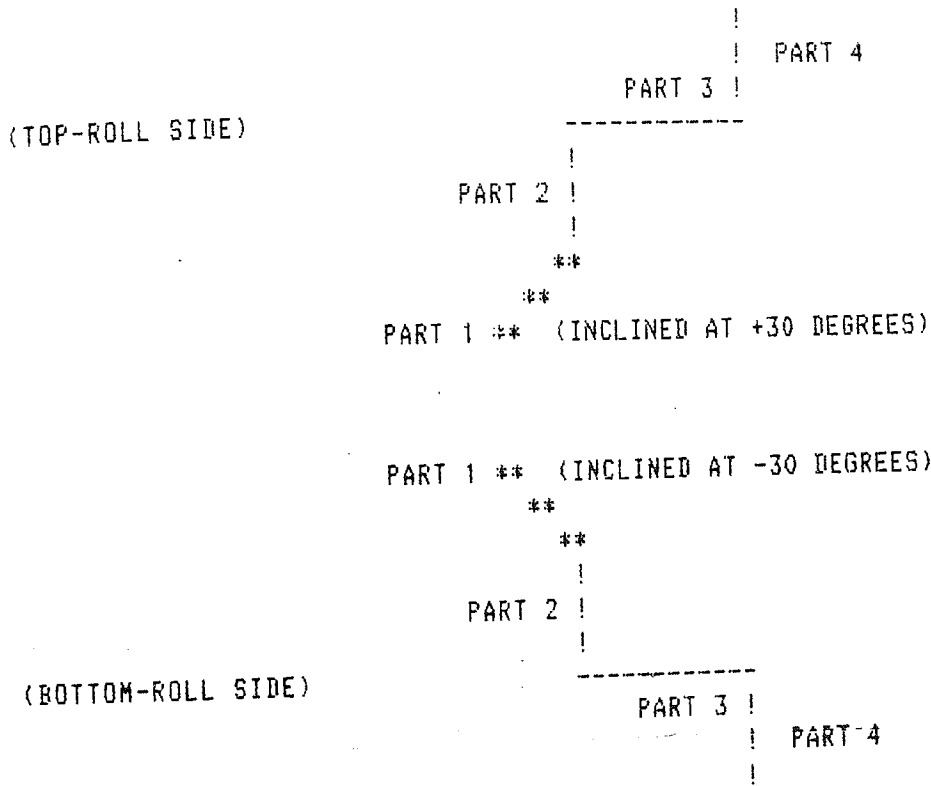 !
! PART 4
PART 3 !
(TOP-ROLL SIDE) ------------
!
PART 2 !
!
**
**
PART 1 ** (INCLINED AT +30 DEGREES)
PART 1 ** (INCLINED AT -30 DEGREES)
**
**
!
PART 2 !
!
------------
(BOTTOM-ROLL SIDE)
PART 3 !
! PART 4
!